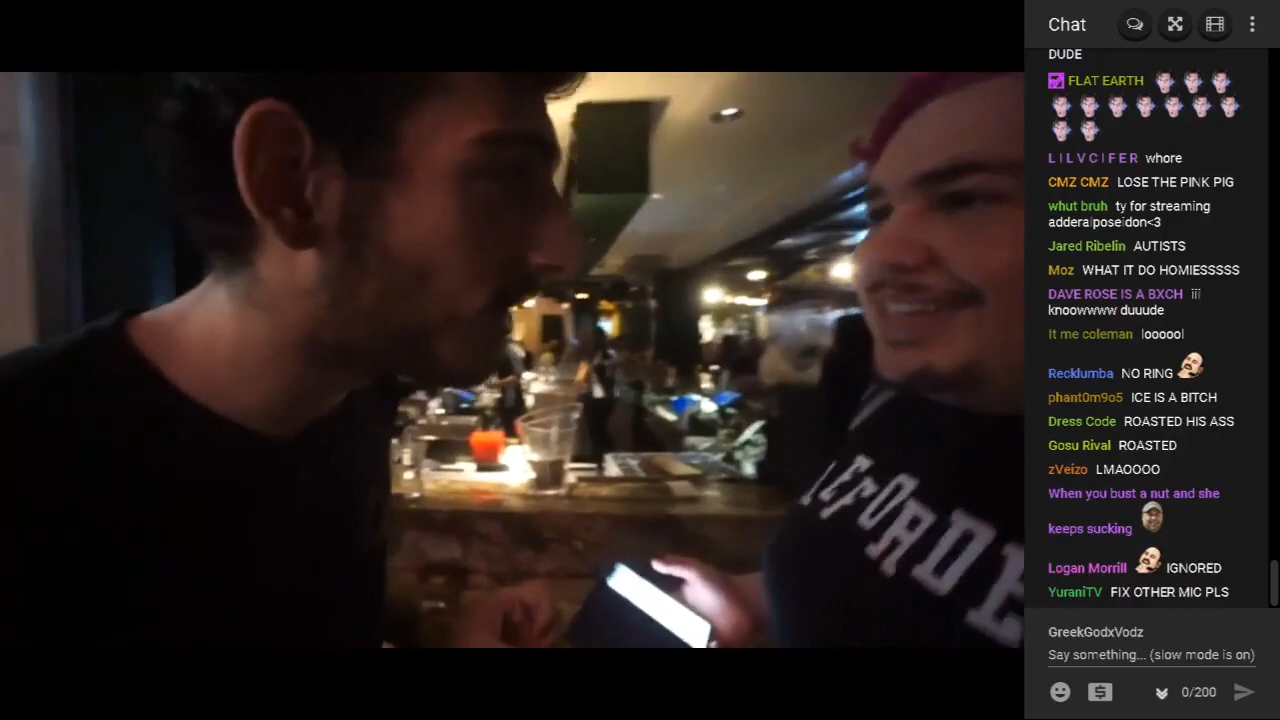 Chat
DUDE
FLAT EARTH
L I L V C I F E R whore
CMZ CMZ LOSE THE PINK PIG
whut bruh ty for streaming
adderalposeidon<3
Jared Ribelin AUTISTS
Moz WHAT IT DO HOMIESSSSS
DAVE ROSE IS A BXCH iii
knoowwww duuude
It me coleman loooool
Recklumba NO RING
phant0m9o5 ICE IS A BITCH
Dress Code ROASTED HIS ASS
Gosu Rival ROASTED
zVeizo LMAOOOO
When you bust a nut and she
keeps sucking
Logan Morrill IGNORED
YuraniTV FIX OTHER MIC PLS
GreekGodxVodz
Say something... (slow mode is on)
0/200